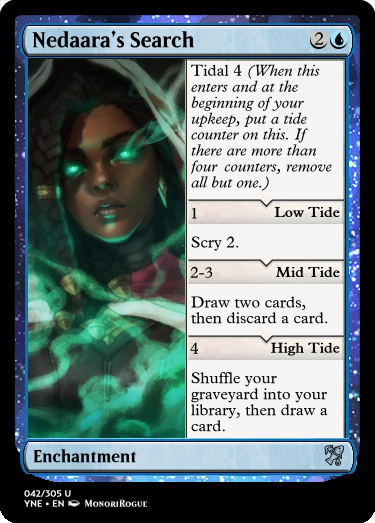 Nedaara's Search 2
Tidal 4 (When this
enters and at the
beginning of your
upkeep, put a tide
counter on this. If
there are more than
four counters, remove
all but one.)
1 Low Tide
Scry 2.
2-3 Mid Tide
Draw two cards,
then discard a card.
4 High Tide
Shuffle your
graveyard into your
library, then draw a
card.
Enchantment
042/305 U
YNE • EN MonoriRogue